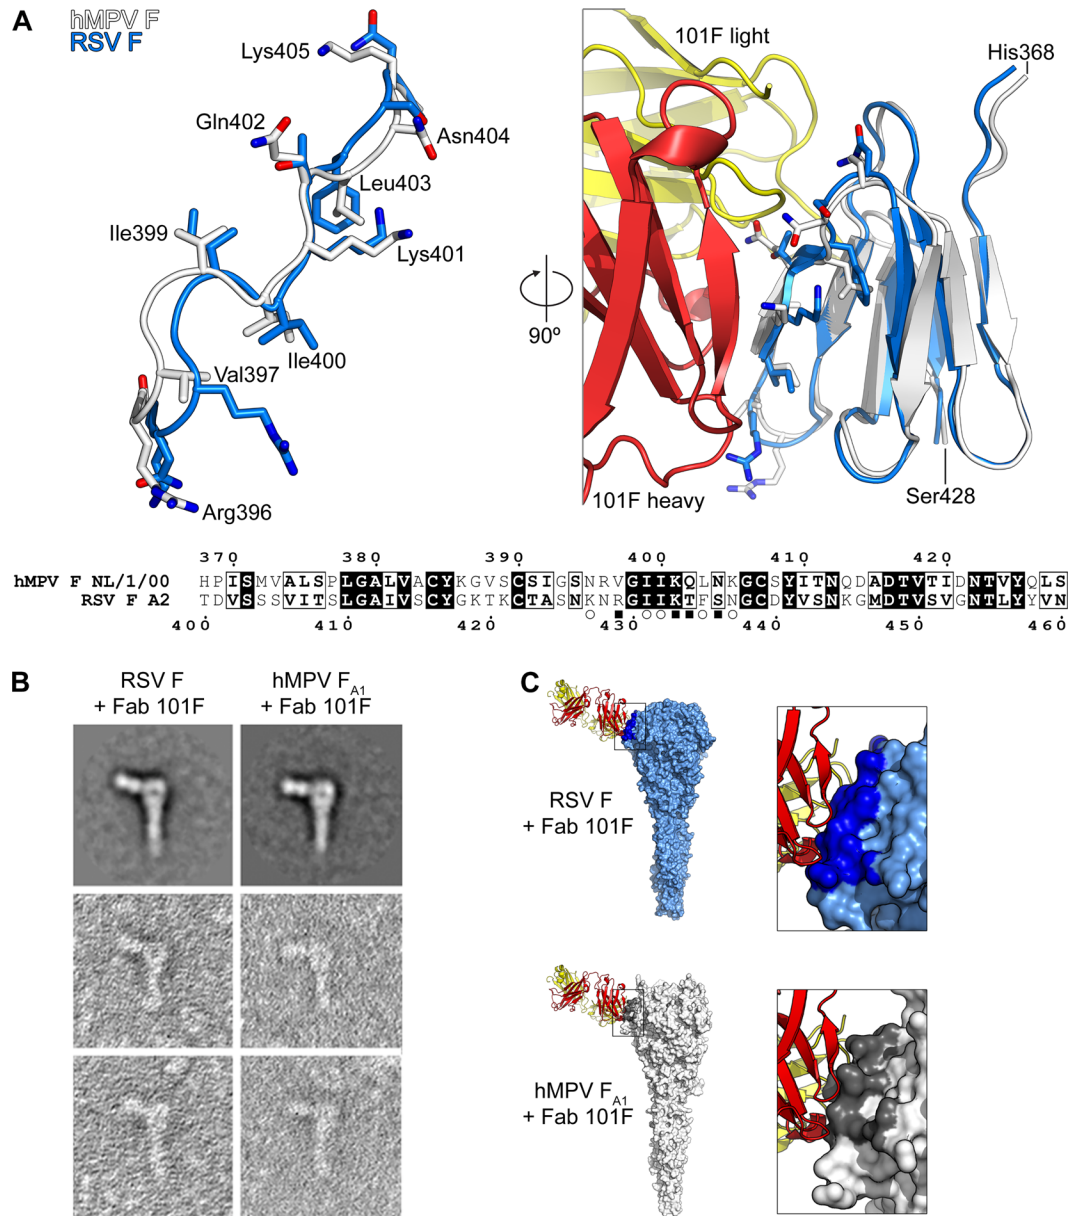 A
hMPV F
RSV F
Lys405
Gln402
Asn404
Leu403
Ile399
Lys401
Ile400
Val397
Arg396
90º
101F light
His368
101F heavy
Ser428
370 380 390 400 410 420
hMPV F NL/1/00 HPISMVALSPLGALVACYKGVSCSIGSNRVGIIKQLNKGCSYITNQDADTVTIDNTVYQLS
RSV F A2 TDVSSSVITSLGAIVSCYGKTKCTASNKNRGIIKTFSNGCDYVSNKGMDTVSVGNTLYYVN
400 410 420 430 440 450 460
B
RSV F
+ Fab 101F
hMPV FA1
+ Fab 101F
C
RSV F
+ Fab 101F
hMPV FA1
+ Fab 101F